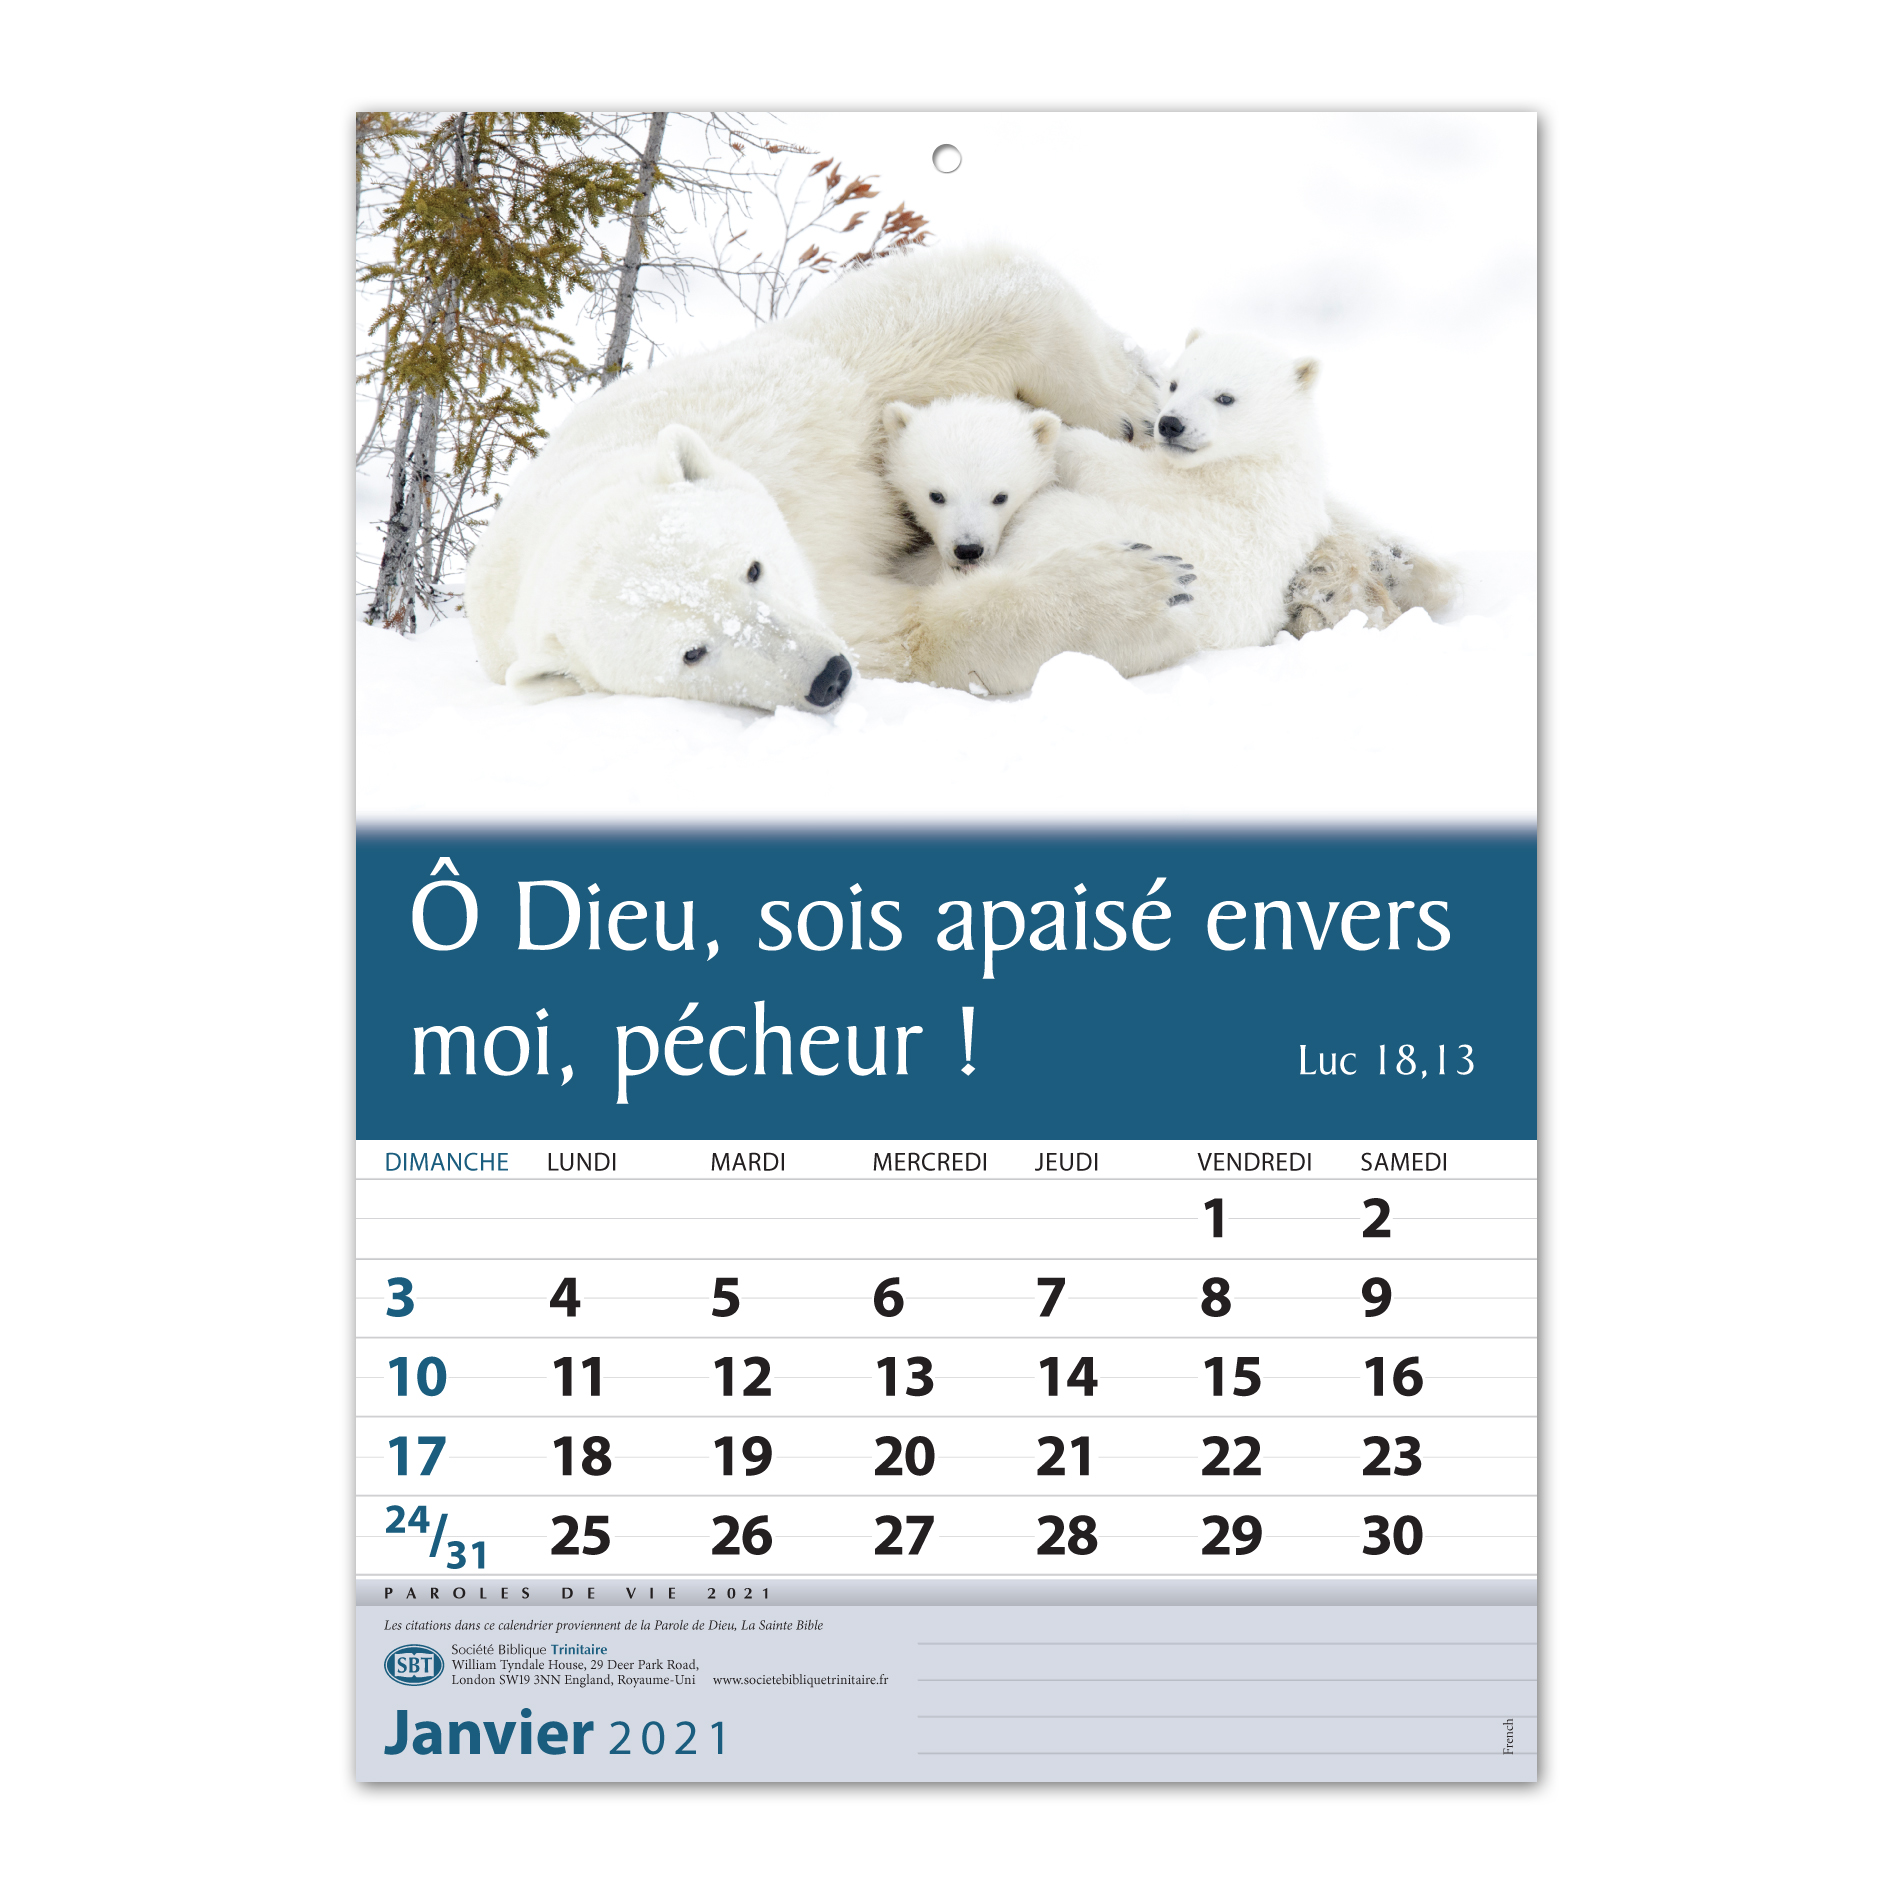 Ô Dieu, sois apaisé envers
moi, pécheur !
Luc 18,13
DIMANCHE LUNDI MARDI MERCREDI JEUDI VENDREDI SAMEDI
1 2
3 4 5 6 7 8 9
10 11 12 13 14 15 16
17 18 19 20 21 22 23
24/31 25 26 27 28 29 30
PAROLES DE VIE 2021
Les citations dans ce calendrier proviennent de la Parole de Dieu, La Sainte Bible
SBT
Société Biblique Trinitaire
William Tyndale House, 29 Deer Park Road,
London SW19 3NN England, Royaume-Uni www.societebibliquetrinitaire.fr
Janvier 2021
French